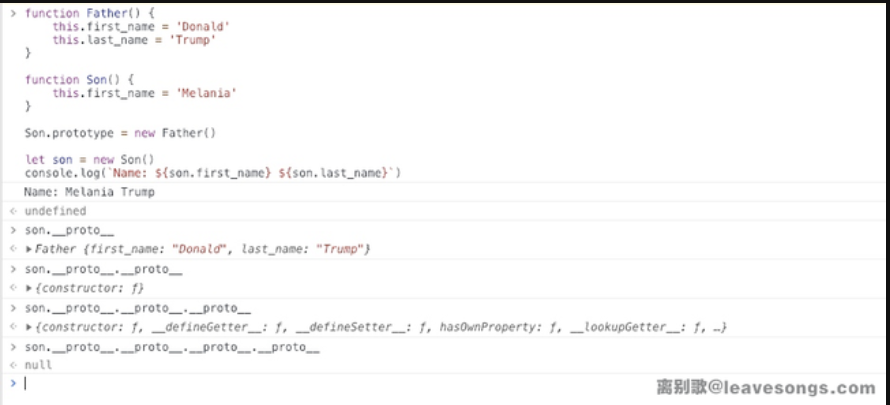 > function Father() {
    this.first_name = 'Donald'
    this.last_name = 'Trump'
}
function Son() {
    this.first_name = 'Melania'
}
Son.prototype = new Father()
let son = new Son()
console.log(`Name: ${son.first_name} ${son.last_name}`)
Name: Melania Trump
< undefined
> son.__proto__
< ▶Father {first_name: "Donald", last_name: "Trump"}
> son.__proto__.__proto__
< ▶{constructor: ƒ}
> son.__proto__.__proto__.__proto__
< ▶{constructor: ƒ, __defineGetter__: ƒ, __defineSetter__: ƒ, hasOwnProperty: ƒ, __lookupGetter__: ƒ, …}
> son.__proto__.__proto__.__proto__.__proto__
< null
>
离别歌@leavesongs.com